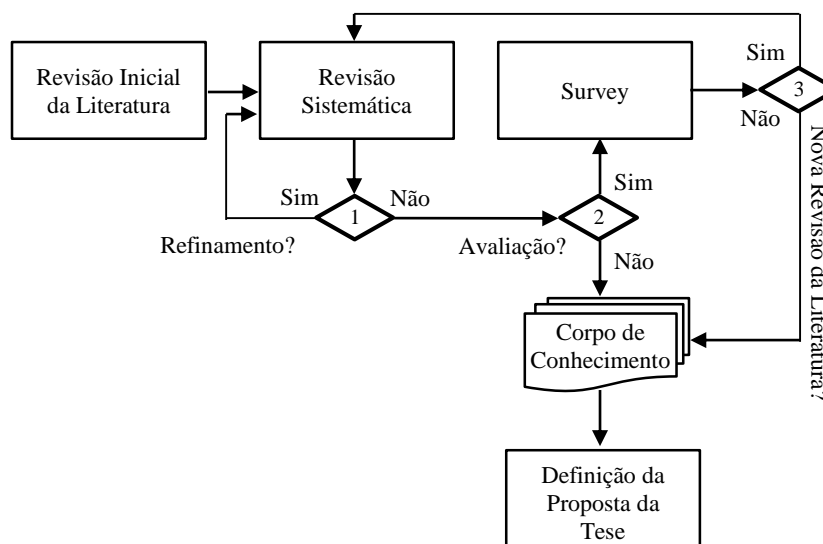 Revisão Inicial
da Literatura
Revisão
Sistemática
Survey
Sim
3
Não
Sim
1
Não
Refinamento?
Sim
2
Avaliação?
Não
Nova Revisão da Literatura?
Corpo de
Conhecimento
Definição da
Proposta da
Tese